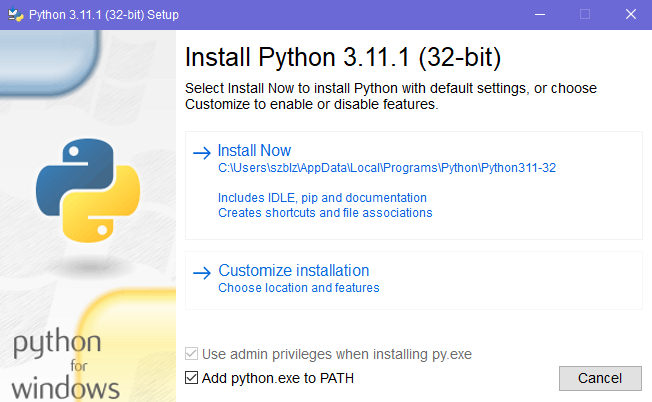 Python 3.11.1 (32-bit) Setup
Install Python 3.11.1 (32-bit)
Select Install Now to install Python with default settings, or choose
Customize to enable or disable features.
Install Now
C:\Users\szblz\AppData\Local\Programs\Python\Python311-32
Includes IDLE, pip and documentation
Creates shortcuts and file associations
Customize installation
Choose location and features
python
for
windows
Use admin privileges when installing py.exe
Add python.exe to PATH
Cancel